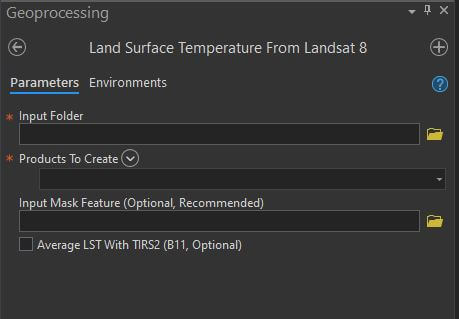 Geoprocessing
Land Surface Temperature From Landsat 8
Parameters Environments
Input Folder
Products To Create
Input Mask Feature (Optional, Recommended)
Average LST With TIRS2 (B11, Optional)